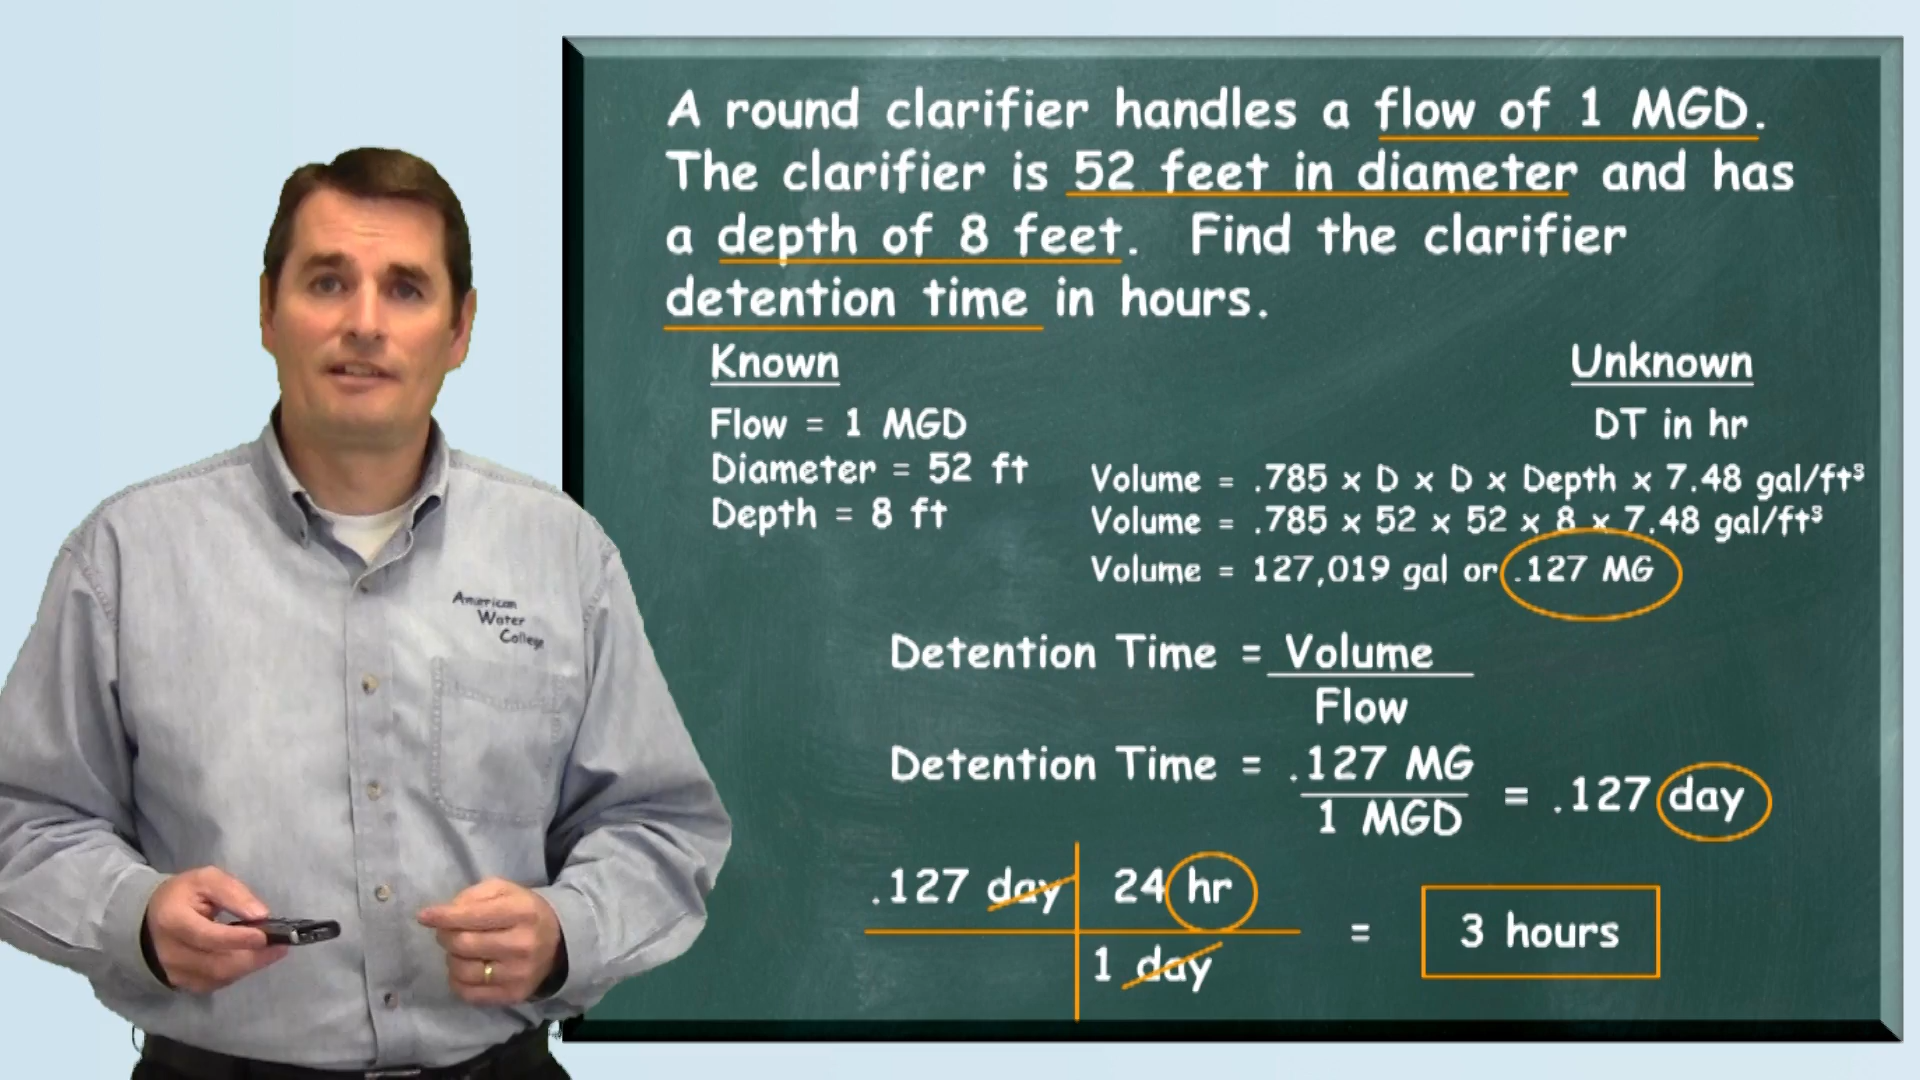 A round clarifier handles a flow of 1 MGD.
The clarifier is 52 feet in diameter and has
a depth of 8 feet. Find the clarifier
detention time in hours.
Known
Unknown
Flow = 1 MGD
DT in hr
Diameter = 52 ft
Depth = 8 ft
Volume = .785 x D x D x Depth x 7.48 gal/ft³
Volume = .785 x 52 x 52 x 8 x 7.48 gal/ft³
Volume = 127,019 gal or .127 MG
Detention Time = Volume
Flow
Detention Time = .127 MG
1 MGD
= .127 day
.127 day 24 hr
1 day
= 3 hours
American
Water
College